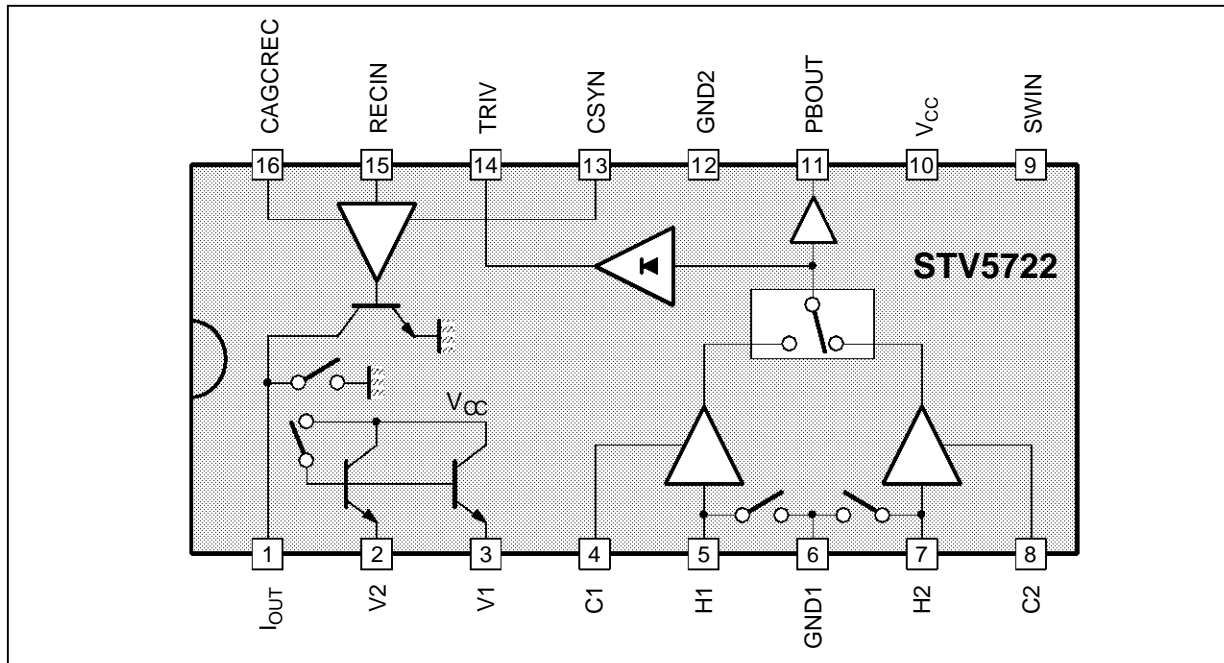 CAGCREC
RECIN
TRIV
CSYN
GND2
PBOUT
VCC
SWIN
16
15
14
13
12
11
10
9
STV5722
VCC
1
2
3
4
5
6
7
8
IOUT
V2
V1
C1
H1
GND1
H2
C2